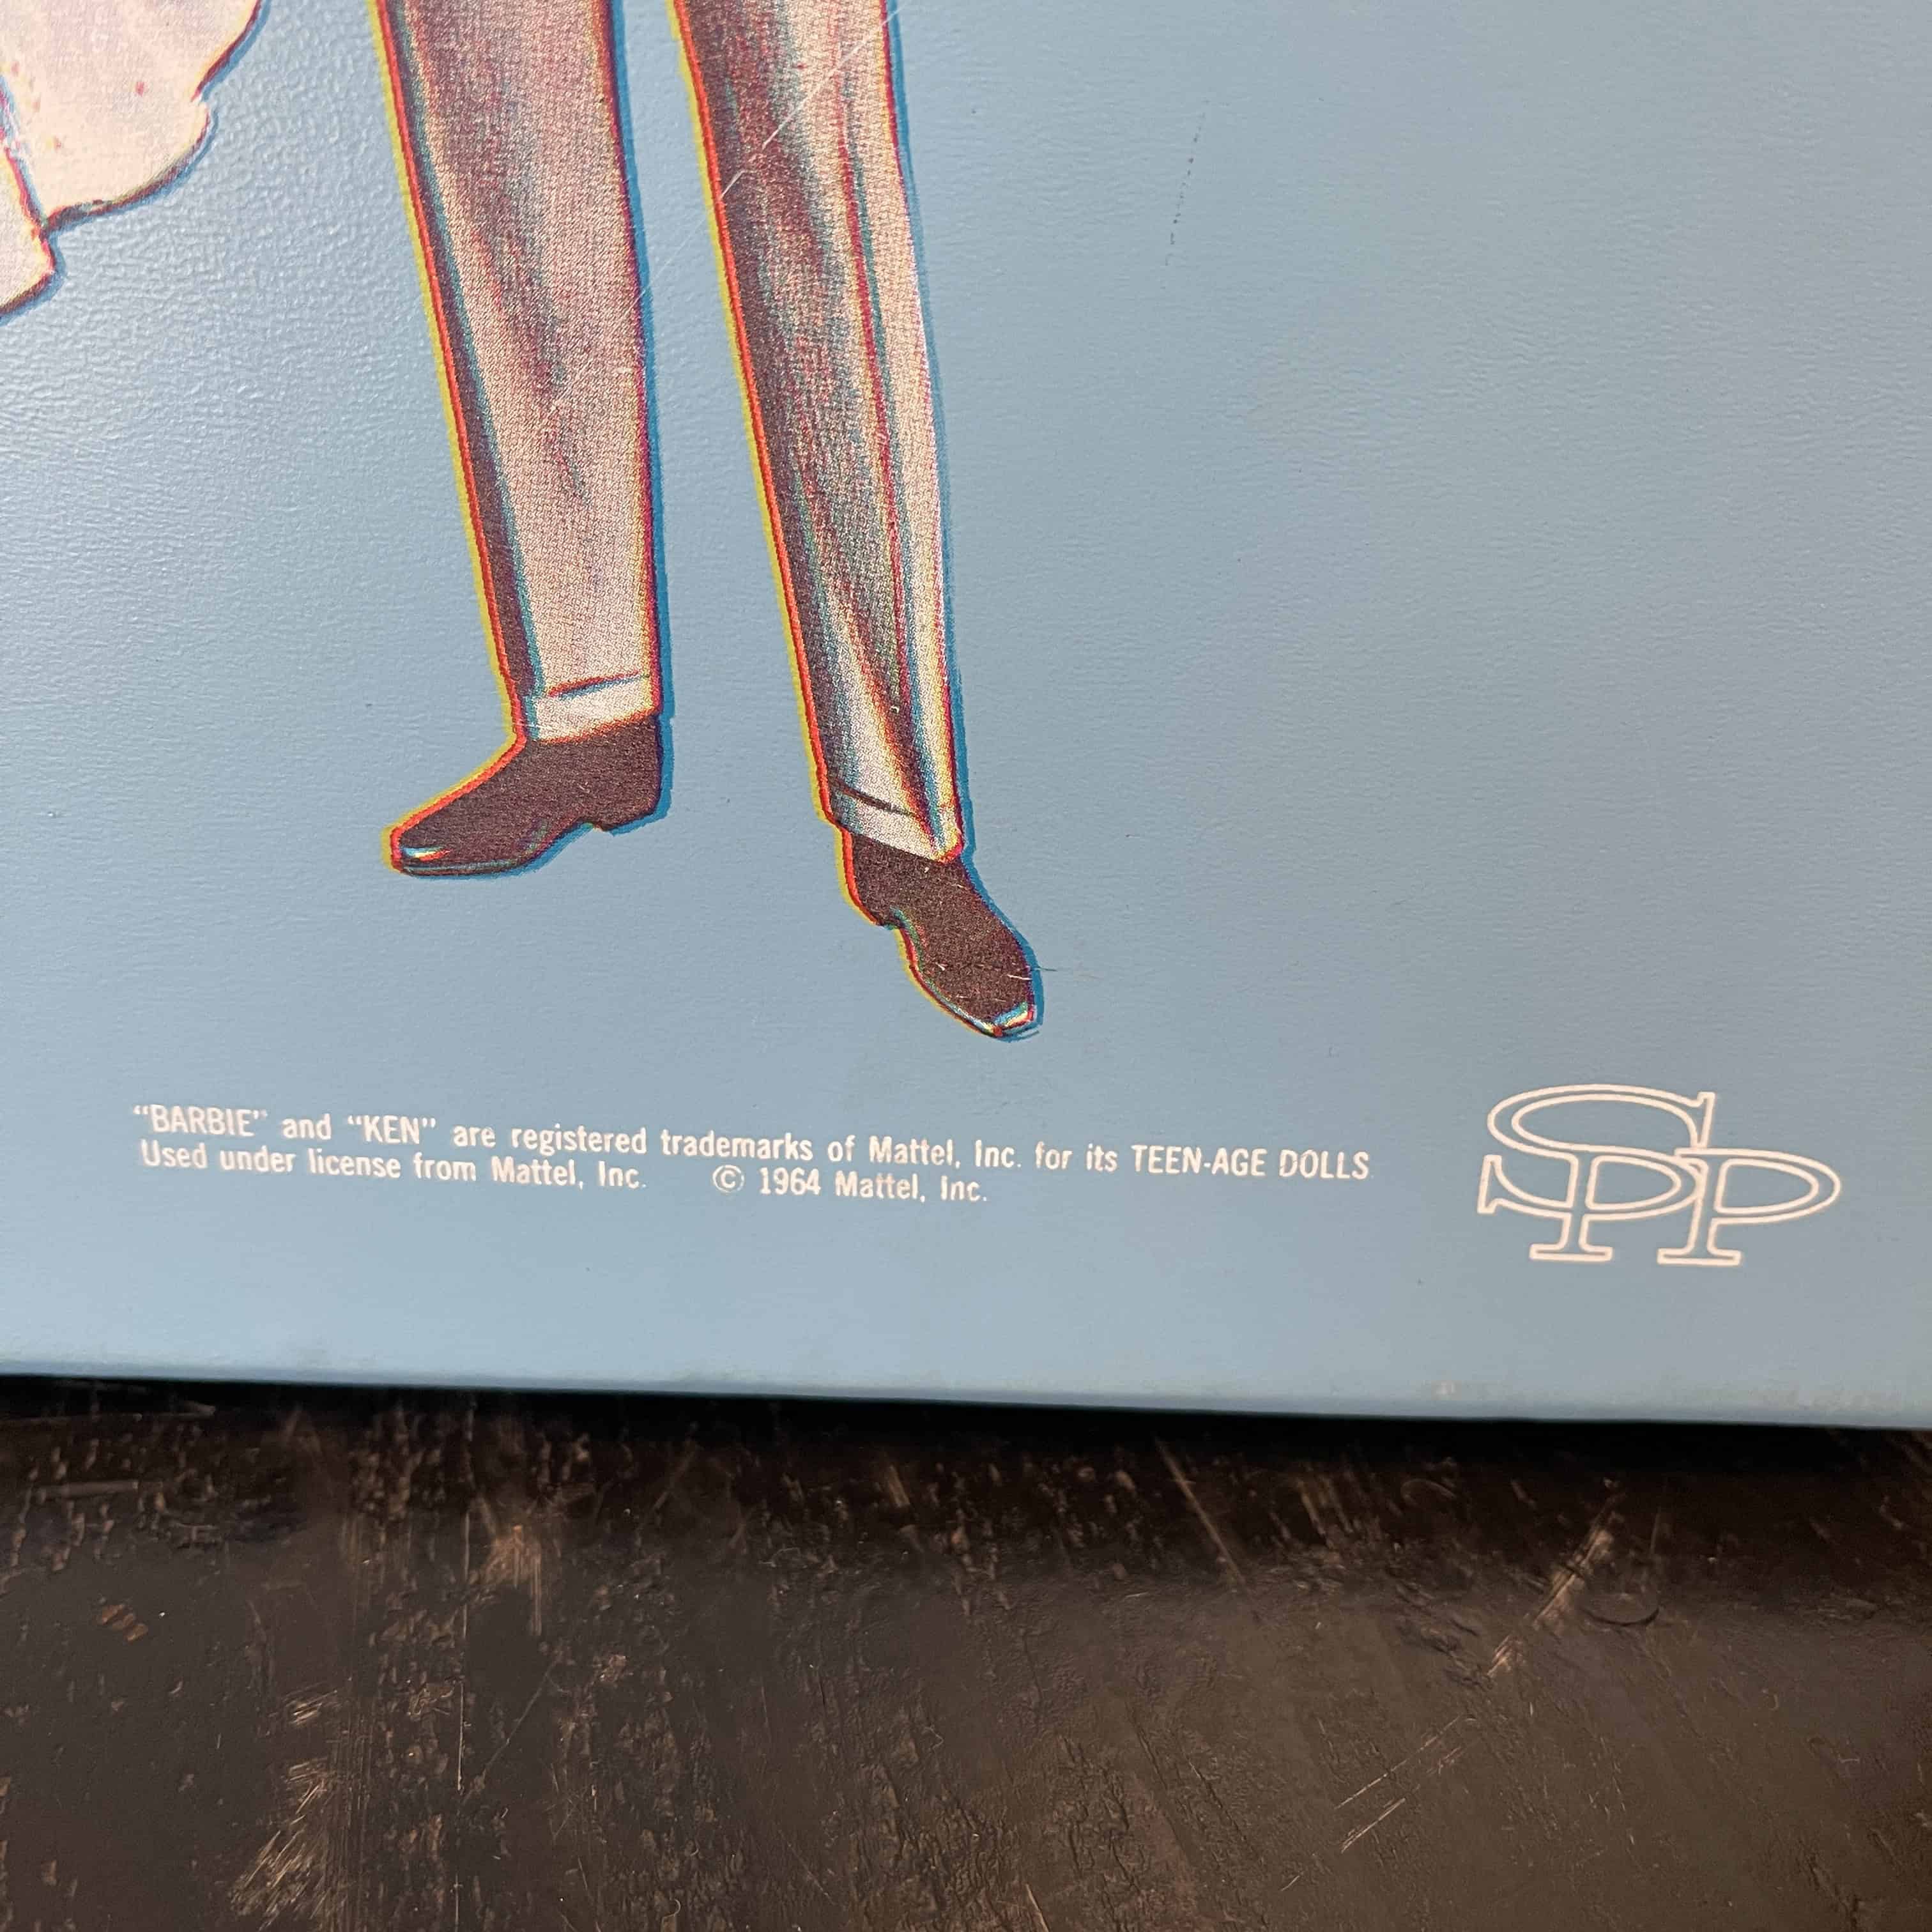 “BARBIE” and “KEN” are registered trademarks of Mattel, Inc. for its TEEN-AGE DOLLS
Used under license from Mattel, Inc. © 1964 Mattel, Inc.
SPP